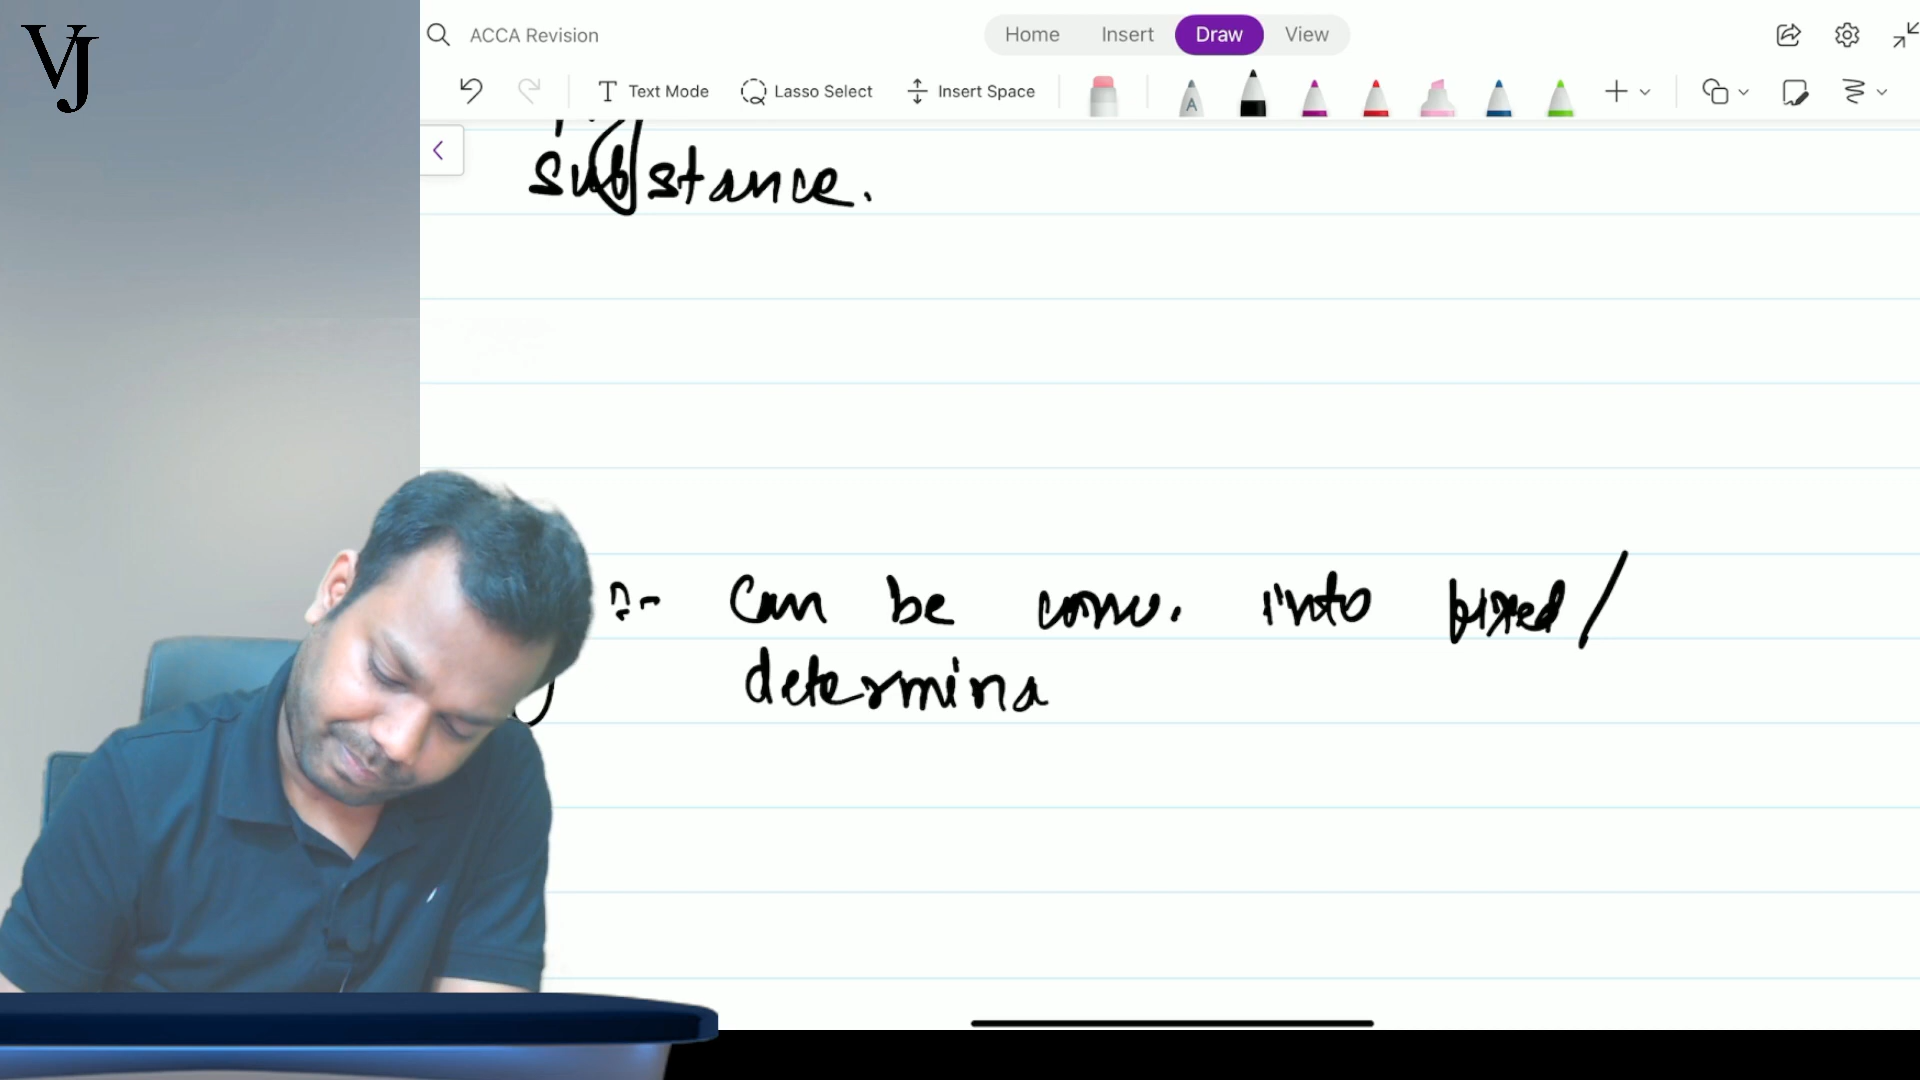 VJ
ACCA Revision
Home Insert Draw View
Text Mode Lasso Select Insert Space
A
substance.
:- Can be conv. into fixed/
determina